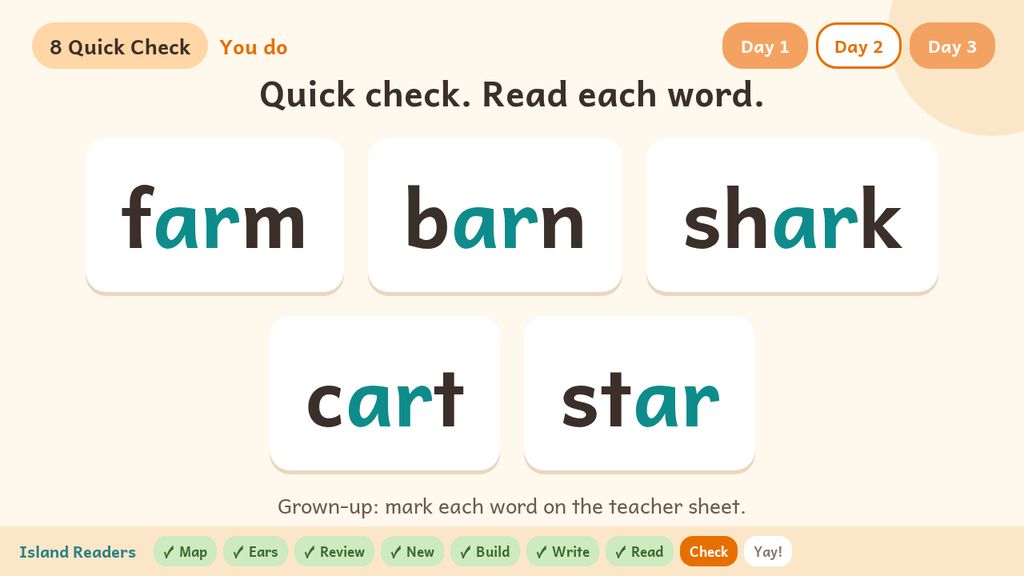 8 Quick Check You do Day 1 Day 2 Day 3
Quick check. Read each word.
farm barn shark
cart star
Grown-up: mark each word on the teacher sheet.
Island Readers ✓ Map ✓ Ears ✓ Review ✓ New ✓ Build ✓ Write ✓ Read Check Yay!